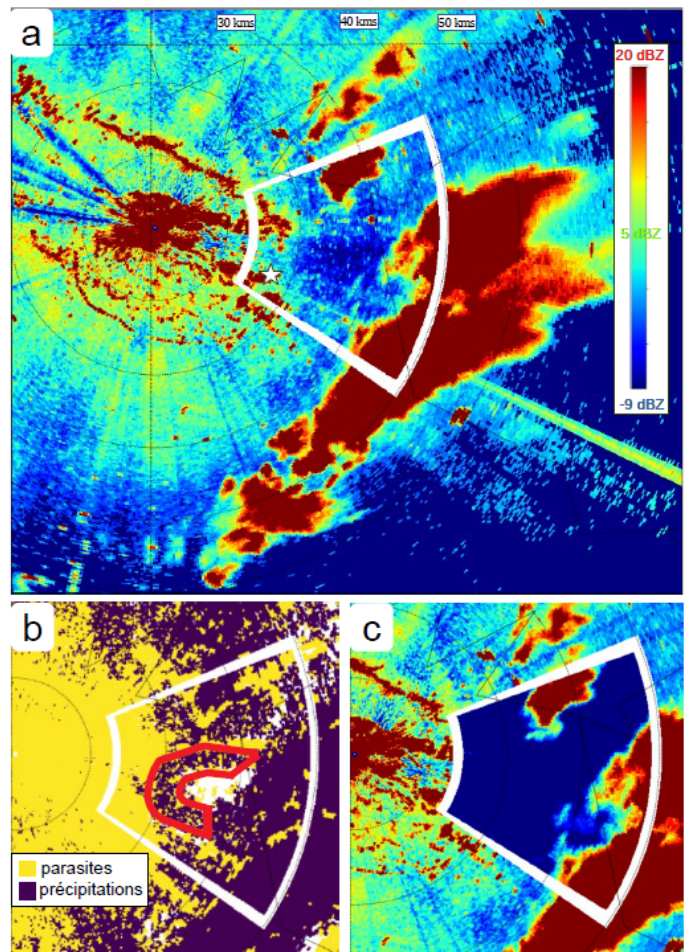 a
30 kms
40 kms
50 kms
20 dBZ
5 dBZ
-9 dBZ
b
parasites
précipitations
c